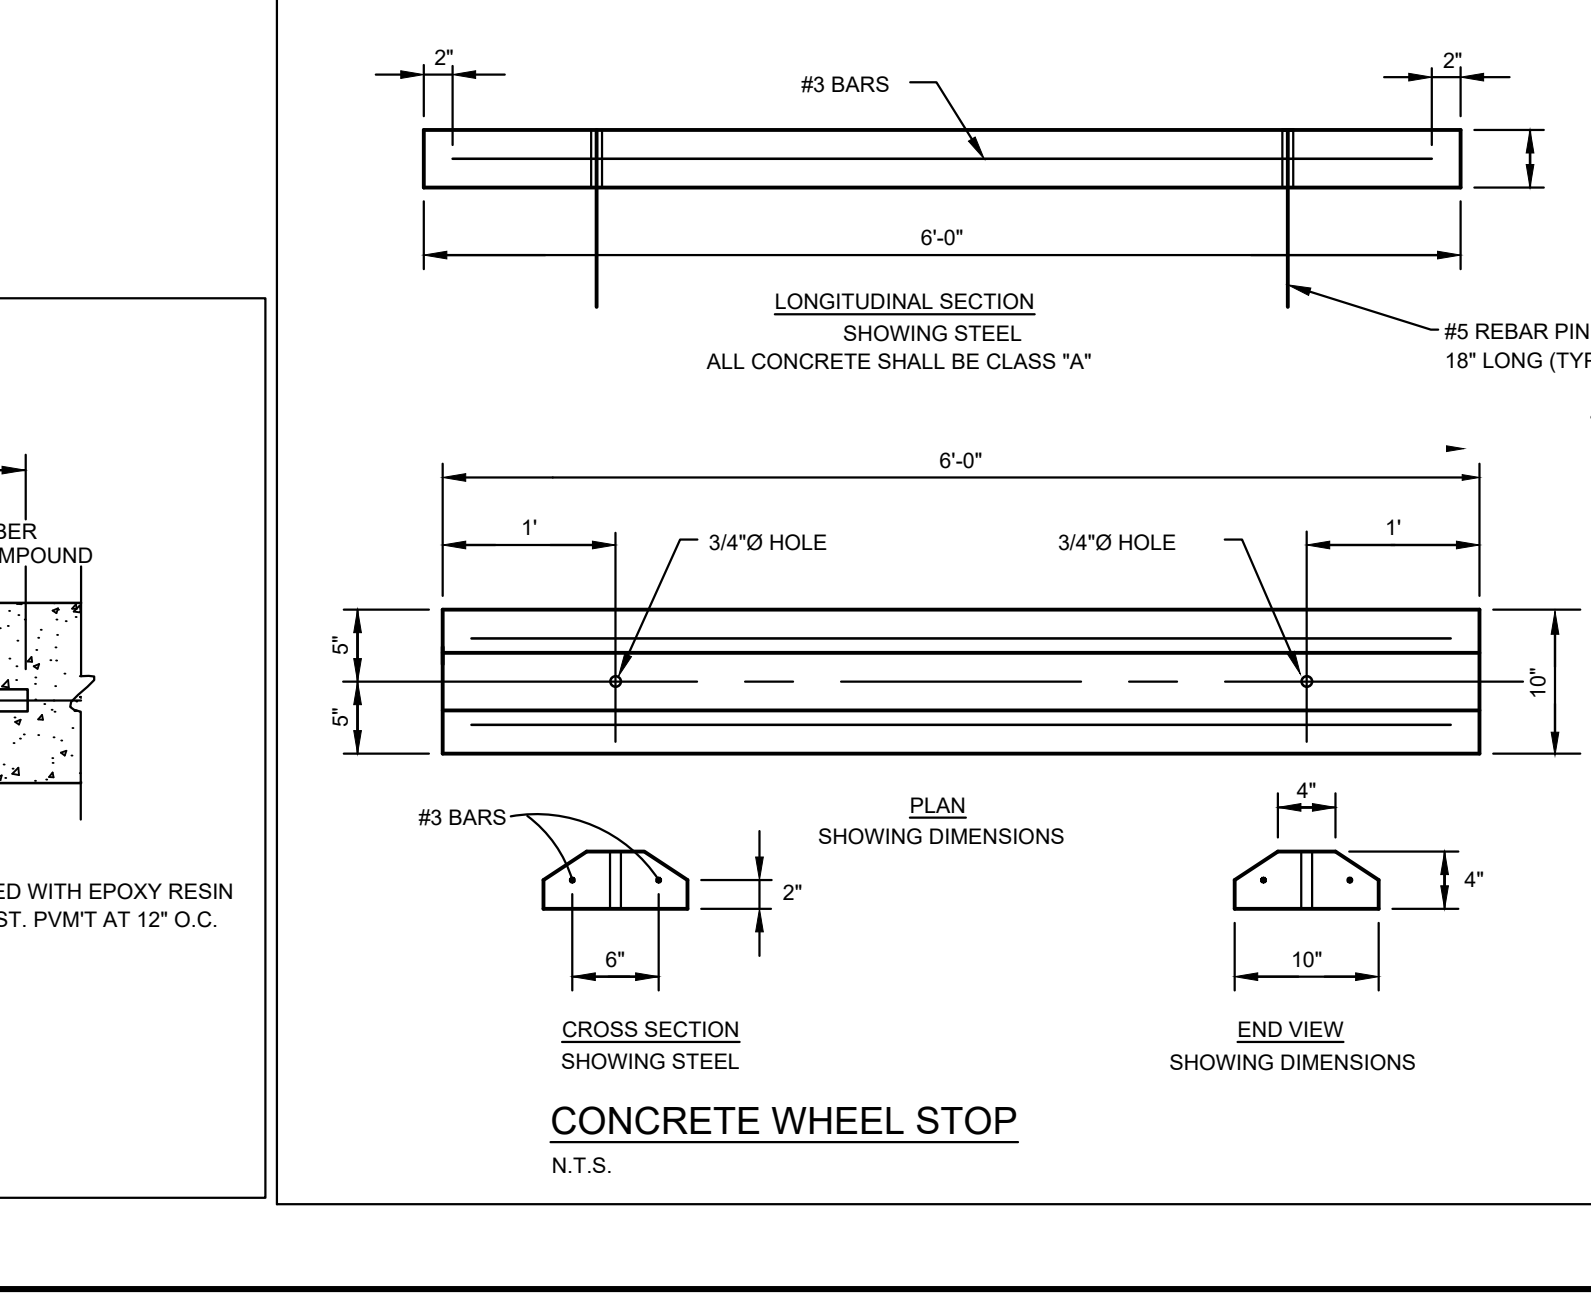 2"
2"
#3 BARS
6'-0"
LONGITUDINAL SECTION
SHOWING STEEL
ALL CONCRETE SHALL BE CLASS "A"
#5 REBAR PIN
18" LONG (TYP
6'-0"
1'
3/4"Ø HOLE
3/4"Ø HOLE
1'
5"
5"
10"
PLAN
SHOWING DIMENSIONS
#3 BARS
2"
6"
CROSS SECTION
SHOWING STEEL
4"
4"
10"
END VIEW
SHOWING DIMENSIONS
CONCRETE WHEEL STOP
N.T.S.
BER
MPOUND
ED WITH EPOXY RESIN
ST. PVM'T AT 12" O.C.